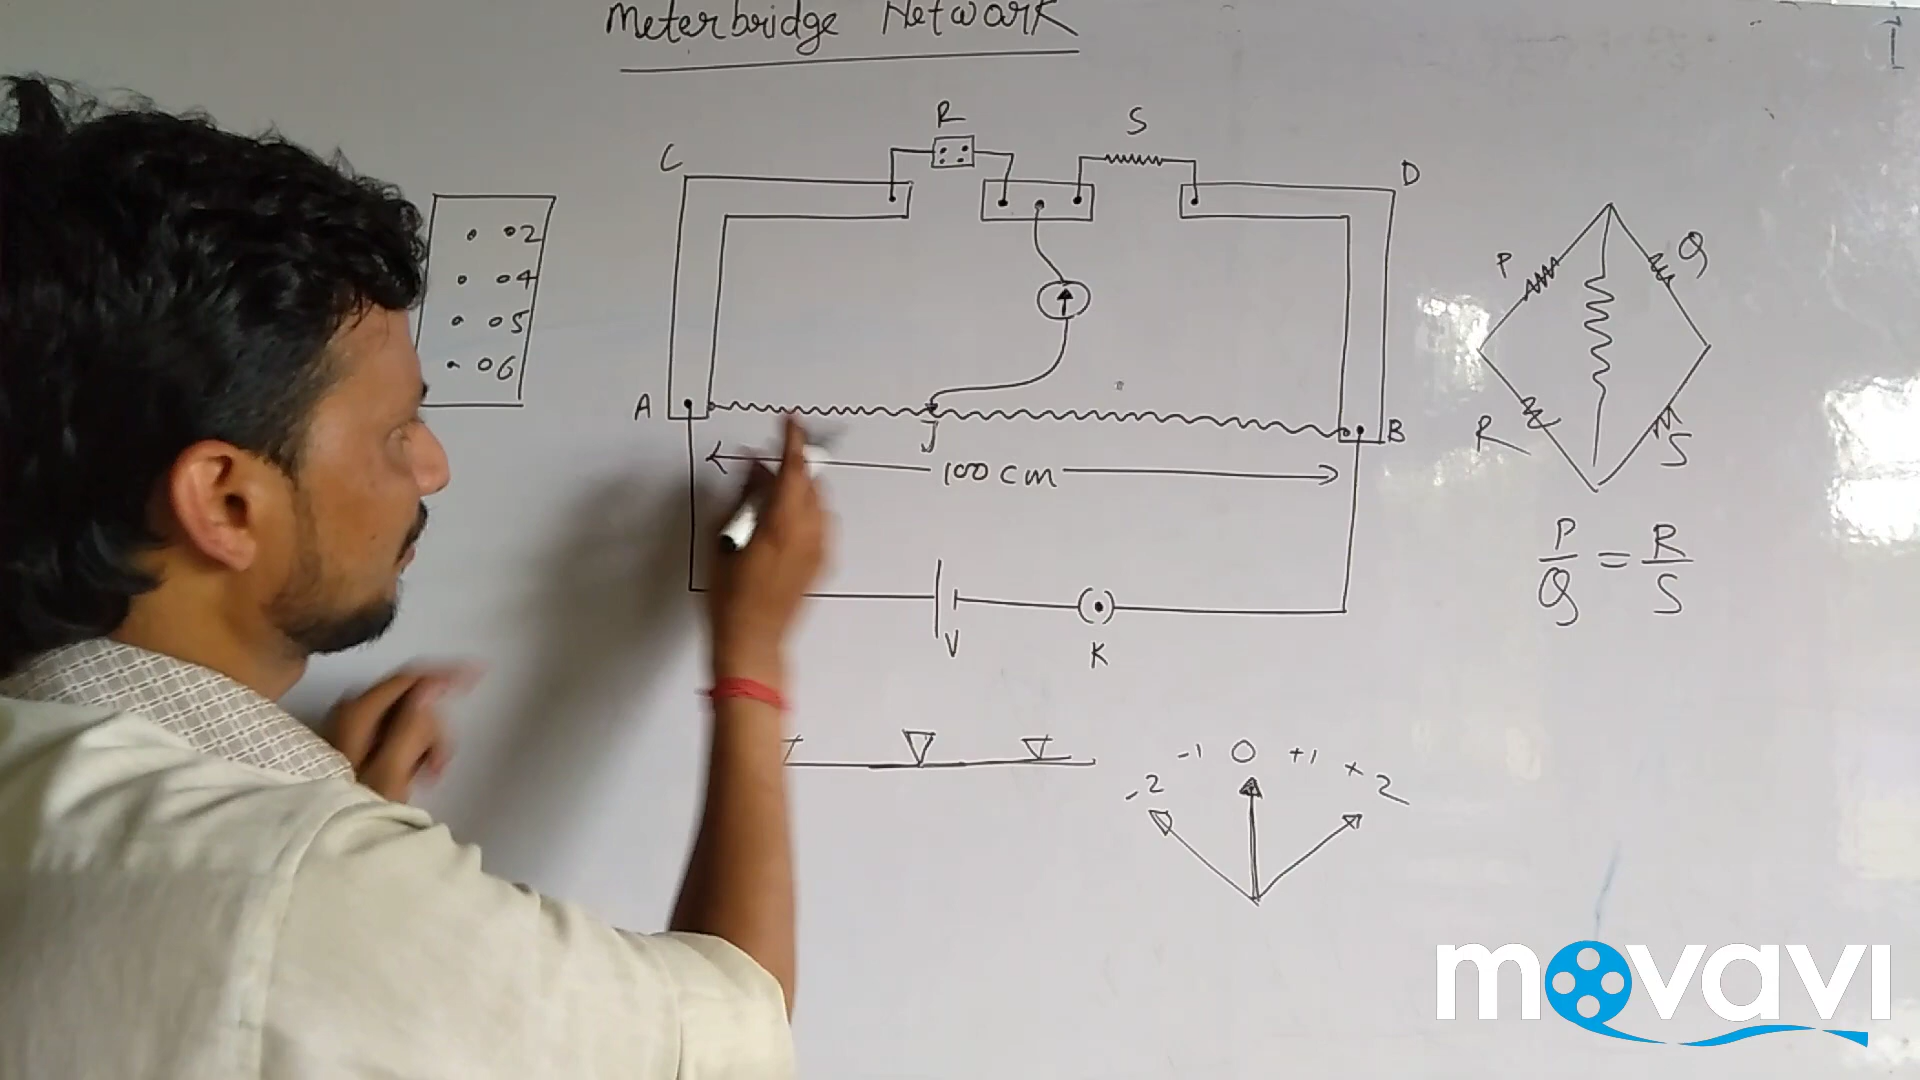 Meterbridge Network
R
S
C
D
02
04
05
06
P
Q
A
J
B
R
S
100 cm
P/Q = R/S
V
K
-2 -1 0 +1 +2
movavi